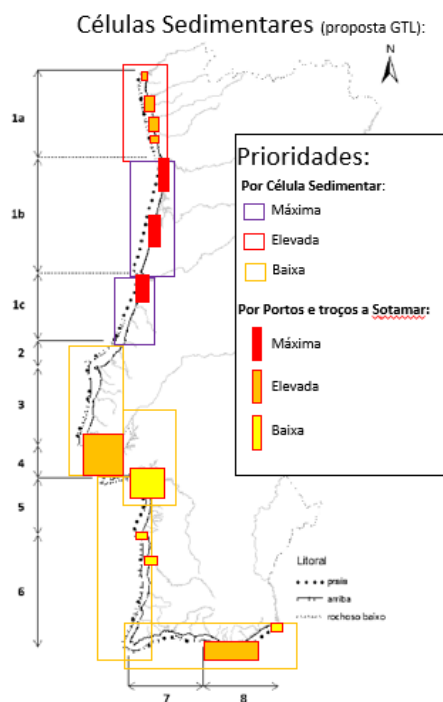 Células Sedimentares (proposta GTL):
N
1a
1b
1c
2
3
4
5
6
7
8
Prioridades:
Por Célula Sedimentar:
Máxima
Elevada
Baixa
Por Portos e troços a Sotamar:
Máxima
Elevada
Baixa
Litoral
praia
arriba
rochoso baixo